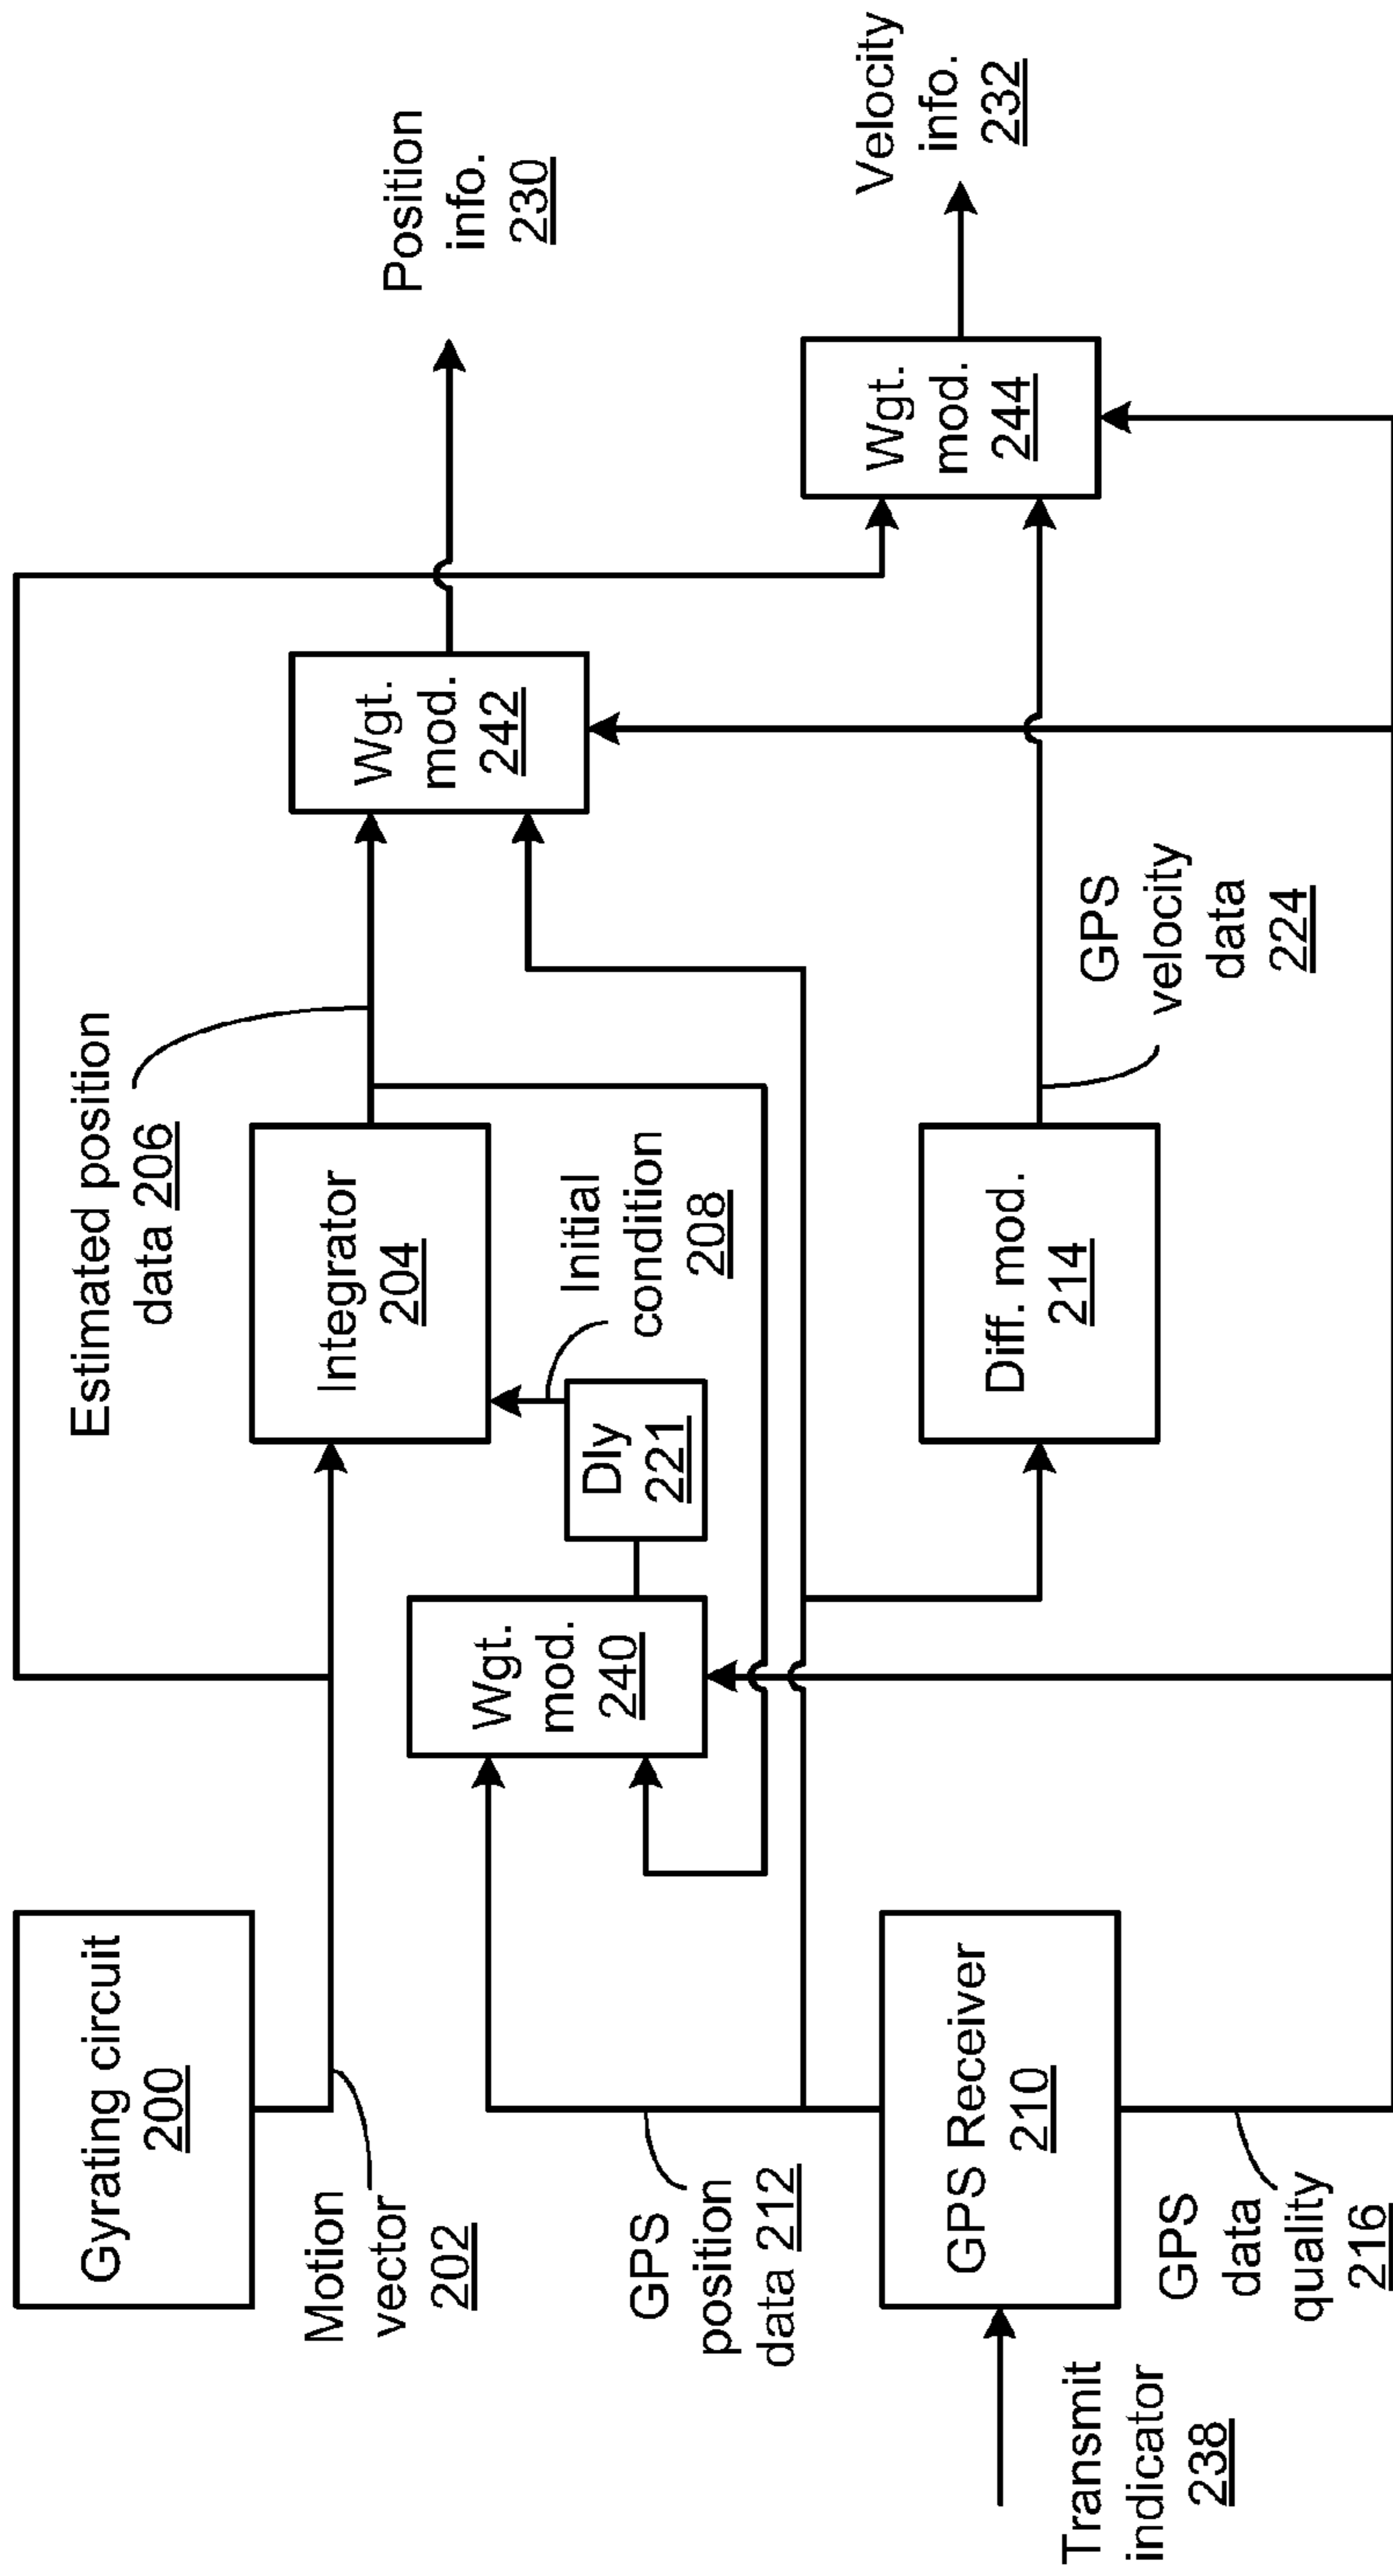 Gyrating circuit
200
Motion
vector
202
Estimated position
data 206
Integrator
204
Initial
condition
208
Wgt.
mod.
240
Dly
221
Wgt.
mod.
242
Position
info.
230
GPS
position
data 212
GPS Receiver
210
Transmit
indicator
238
GPS
data
quality
216
Diff. mod.
214
GPS
velocity
data
224
Wgt.
mod.
244
Velocity
info.
232